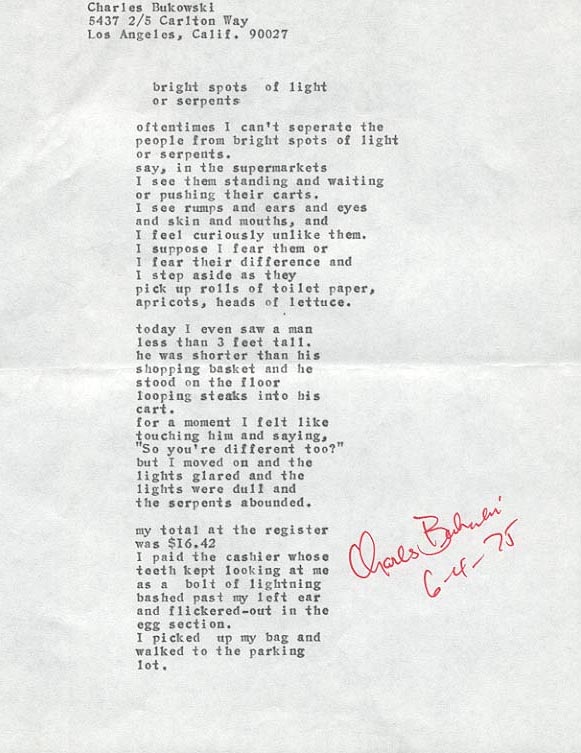 Charles Bukowski
5437 2/5 Carlton Way
Los Angeles, Calif. 90027
bright spots of light
or serpents
oftentimes I can't seperate the
people from bright spots of light
or serpents.
say, in the supermarkets
I see them standing and waiting
or pushing their carts.
I see rumps and ears and eyes
and skin and mouths, and
I feel curiously unlike them.
I suppose I fear them or
I fear their difference and
I step aside as they
pick up rolls of toilet paper,
apricots, heads of lettuce.
today I even saw a man
less than 3 feet tall.
he was shorter than his
shopping basket and he
stood on the floor
looping steaks into his
cart.
for a moment I felt like
touching him and saying,
"So you're different too?"
but I moved on and the
lights glared and the
lights were dull and
the serpents abounded.
my total at the register
was $16.42
I paid the cashier whose
teeth kept looking at me
as a bolt of lightning
bashed past my left ear
and flickered-out in the
egg section.
I picked up my bag and
walked to the parking
lot.
Charles Bukowski
6-4-75